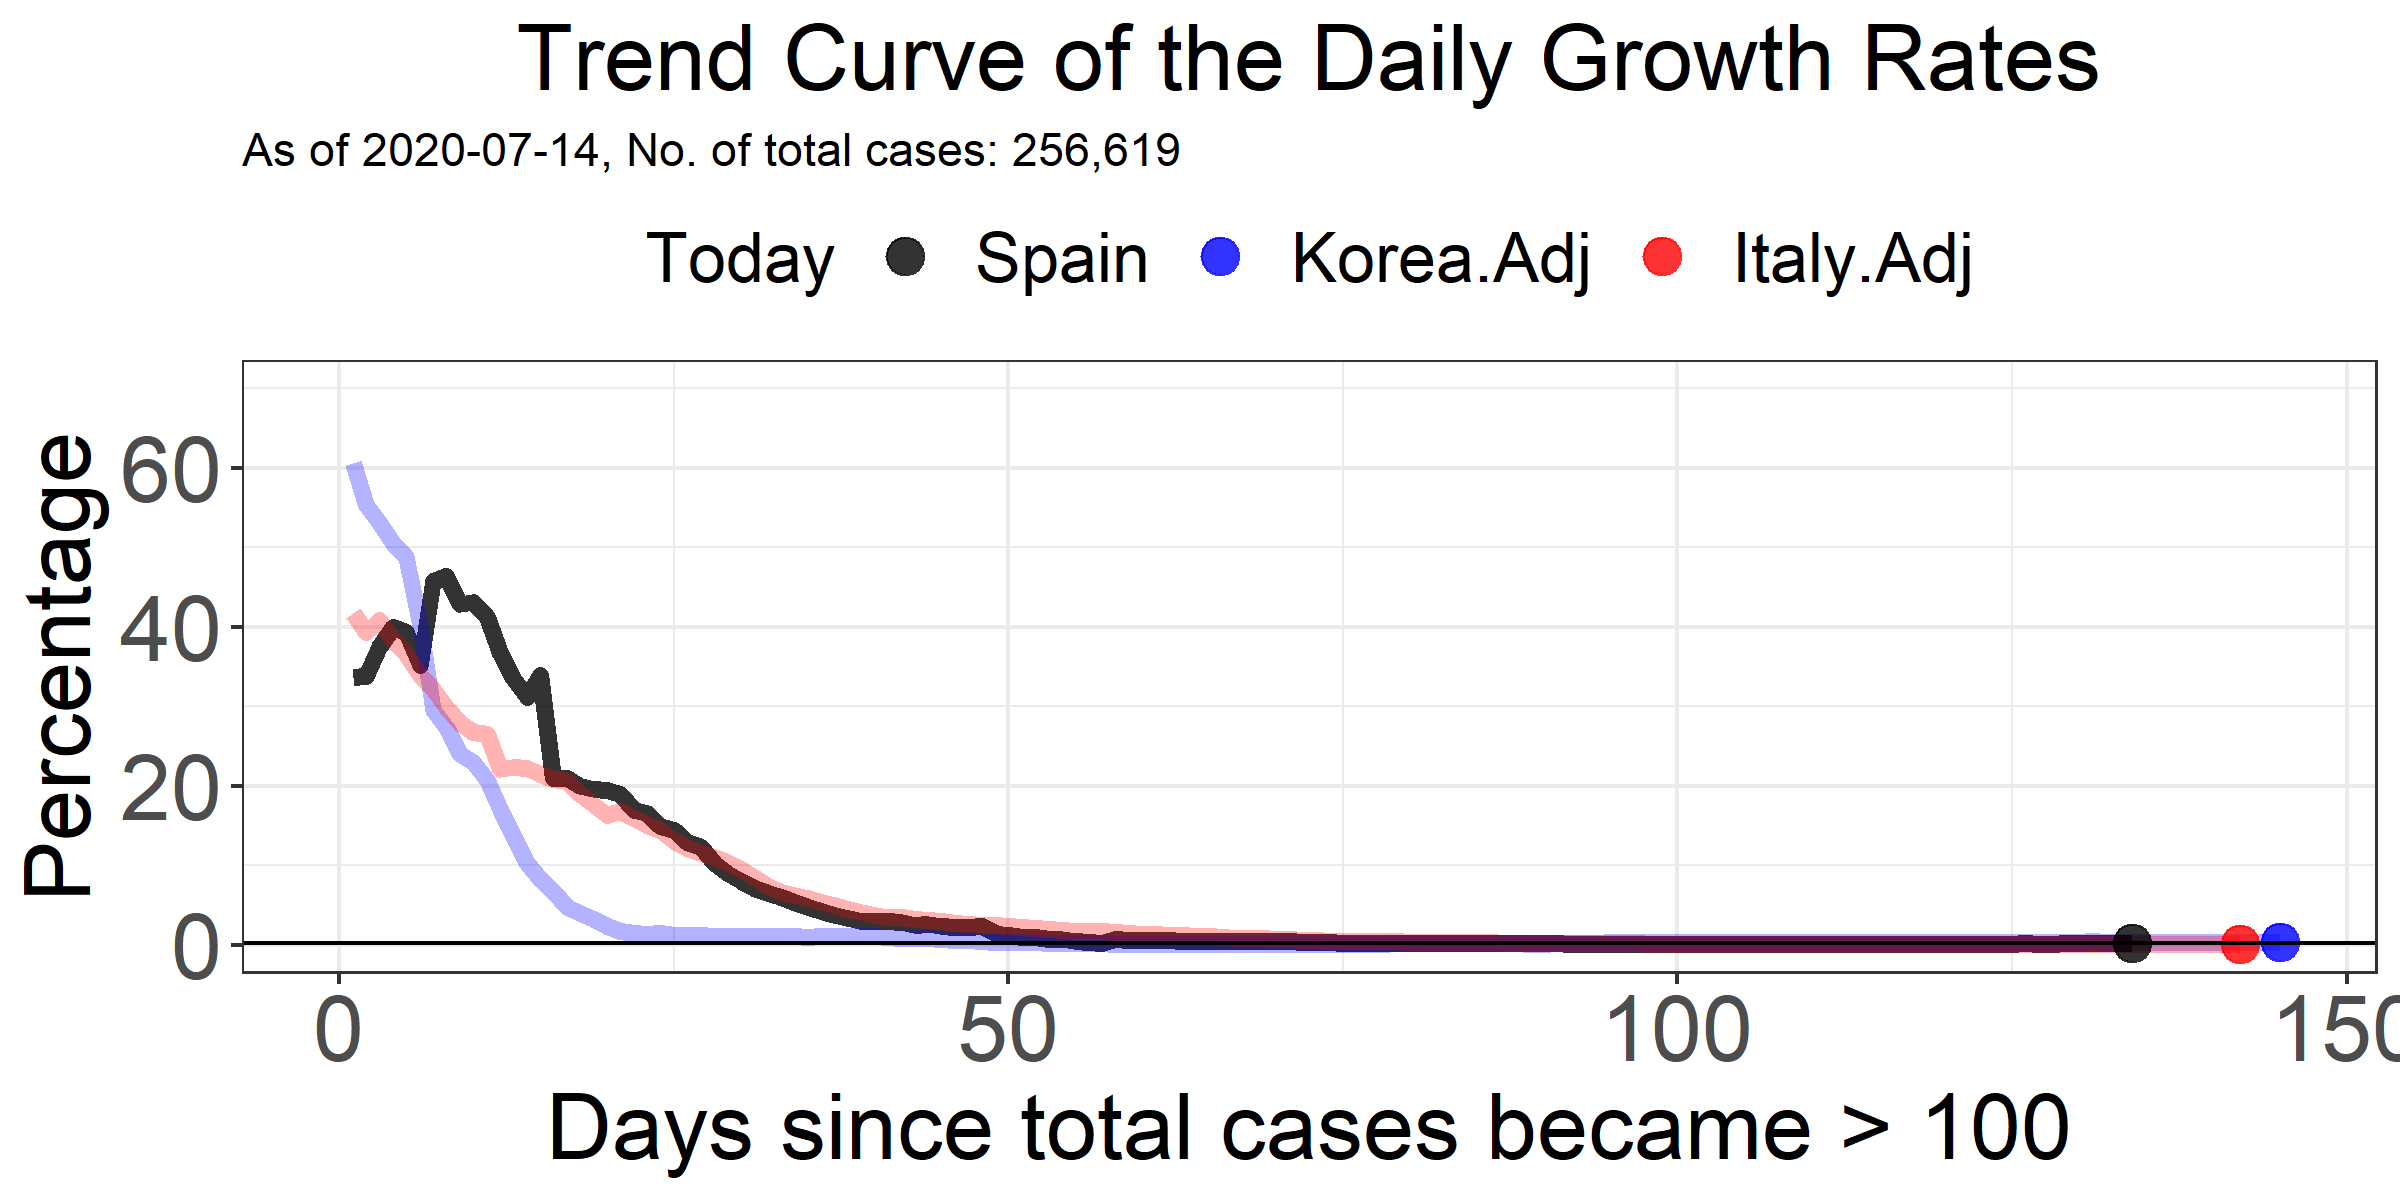 Trend Curve of the Daily Growth Rates
As of 2020-07-14, No. of total cases: 256,619
Today Spain Korea.Adj Italy.Adj
Percentage
60
40
20
0
0 50 100 150
Days since total cases became > 100